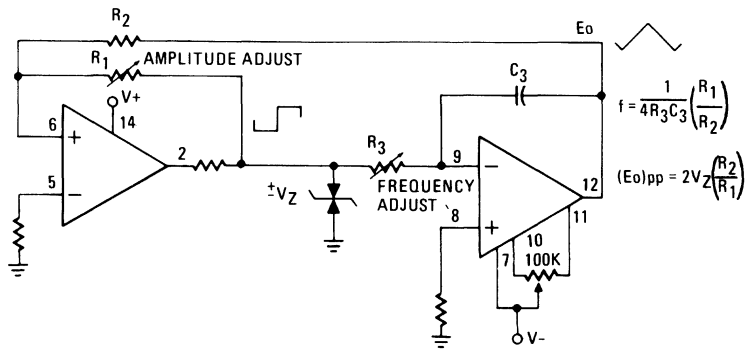 R2
Eo
R1 AMPLITUDE ADJUST
V+
14
6
+
5
−
2
±VZ
R3
FREQUENCY
ADJUST
C3
9
−
8
+
12
11
10
7
100K
V-
f = 1/4R3C3 (R1/R2)
(Eo)pp = 2VZ(R2/R1)